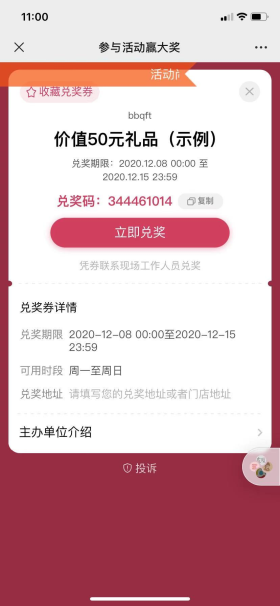 11:00
参与活动赢大奖
活动
收藏兑奖券
bbqft
价值50元礼品（示例）
兑奖期限：2020.12.08 00:00 至
2020.12.15 23:59
兑奖码：344461014 复制
立即兑奖
凭券联系现场工作人员兑奖
兑奖券详情
兑奖期限 2020-12-08 00:00至2020-12-15
23:59
可用时段 周一至周日
兑奖地址 请填写您的兑奖地址或者门店地址
主办单位介绍
投诉